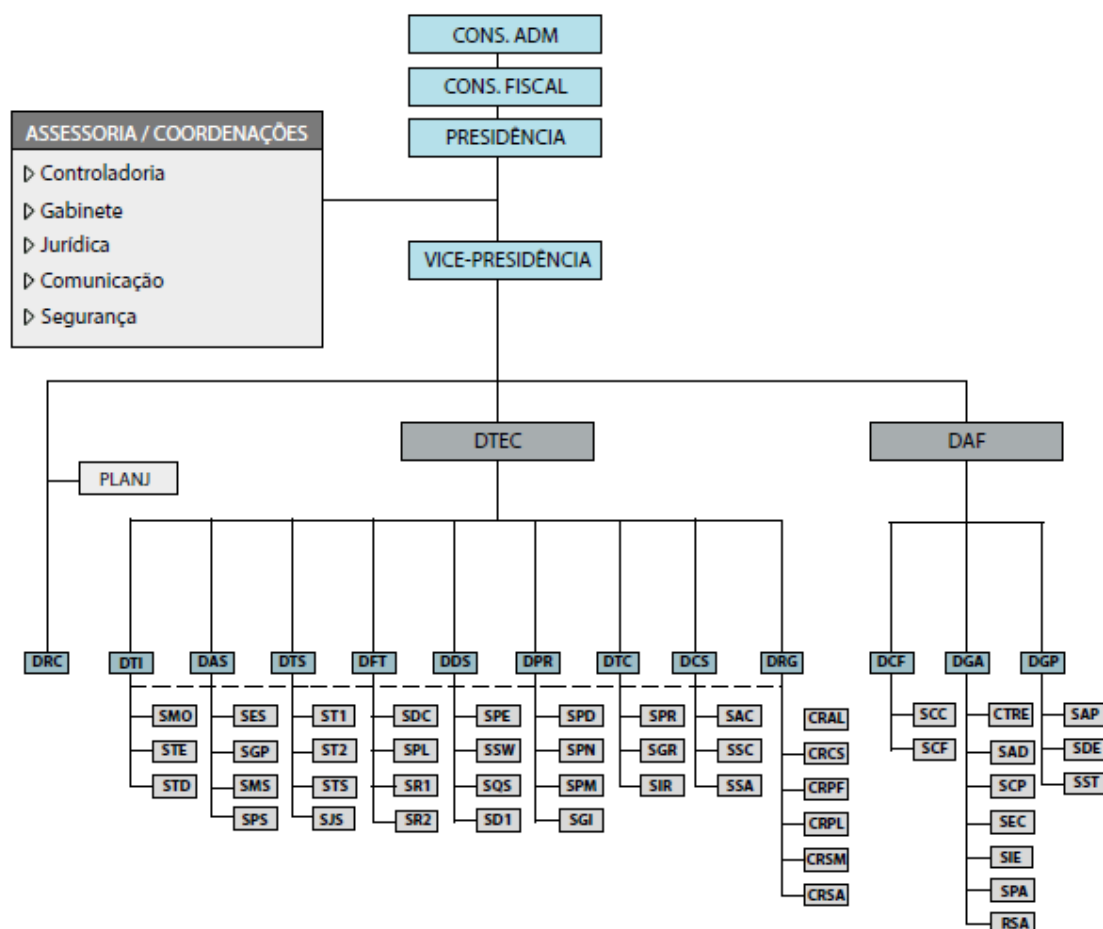 CONS. ADM
CONS. FISCAL
PRESIDÊNCIA
ASSESSORIA / COORDENAÇÕES
Controladoria
Gabinete
Jurídica
Comunicação
Segurança
VICE-PRESIDÊNCIA
DTEC
DAF
PLANJ
DRC DTI DAS DTS DFT DDS DPR DTC DCS DRG DCF DGA DGP
SMO SES ST1 SDC SPE SPD SPR SAC CRAL SCC CTRE SAP
STE SGP ST2 SPL SSW SPN SGR SSC CRCS SCF SAD SDE
STD SMS STS SR1 SQS SPM SIR SSA CRPF SCP SST
SPS SJS SR2 SD1 SGI CRPL SEC
CRSM SIE
CRSA SPA
RSA